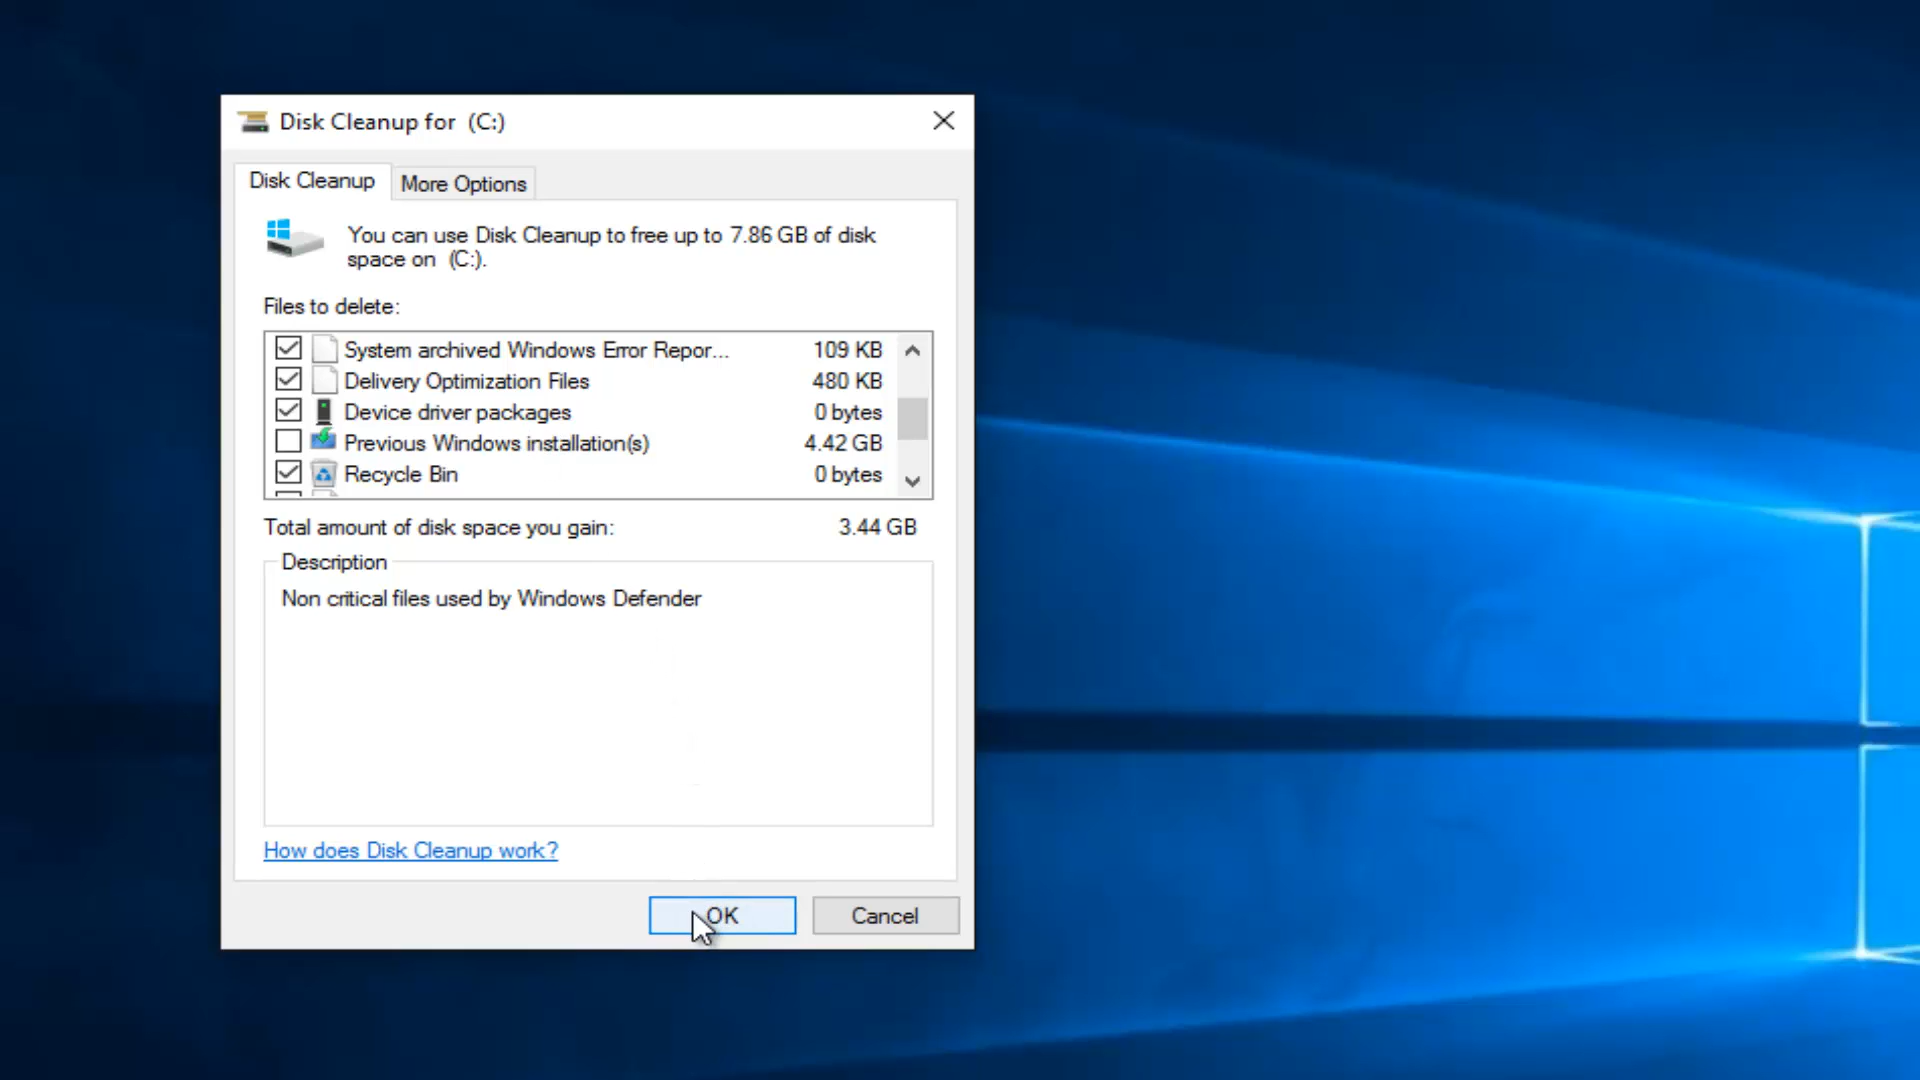 Disk Cleanup for (C:)
Disk Cleanup
More Options
You can use Disk Cleanup to free up to 7.86 GB of disk
space on (C:).
Files to delete:
System archived Windows Error Repor... 109 KB
Delivery Optimization Files 480 KB
Device driver packages 0 bytes
Previous Windows installation(s) 4.42 GB
Recycle Bin 0 bytes
Total amount of disk space you gain: 3.44 GB
Description
Non critical files used by Windows Defender
How does Disk Cleanup work?
OK
Cancel